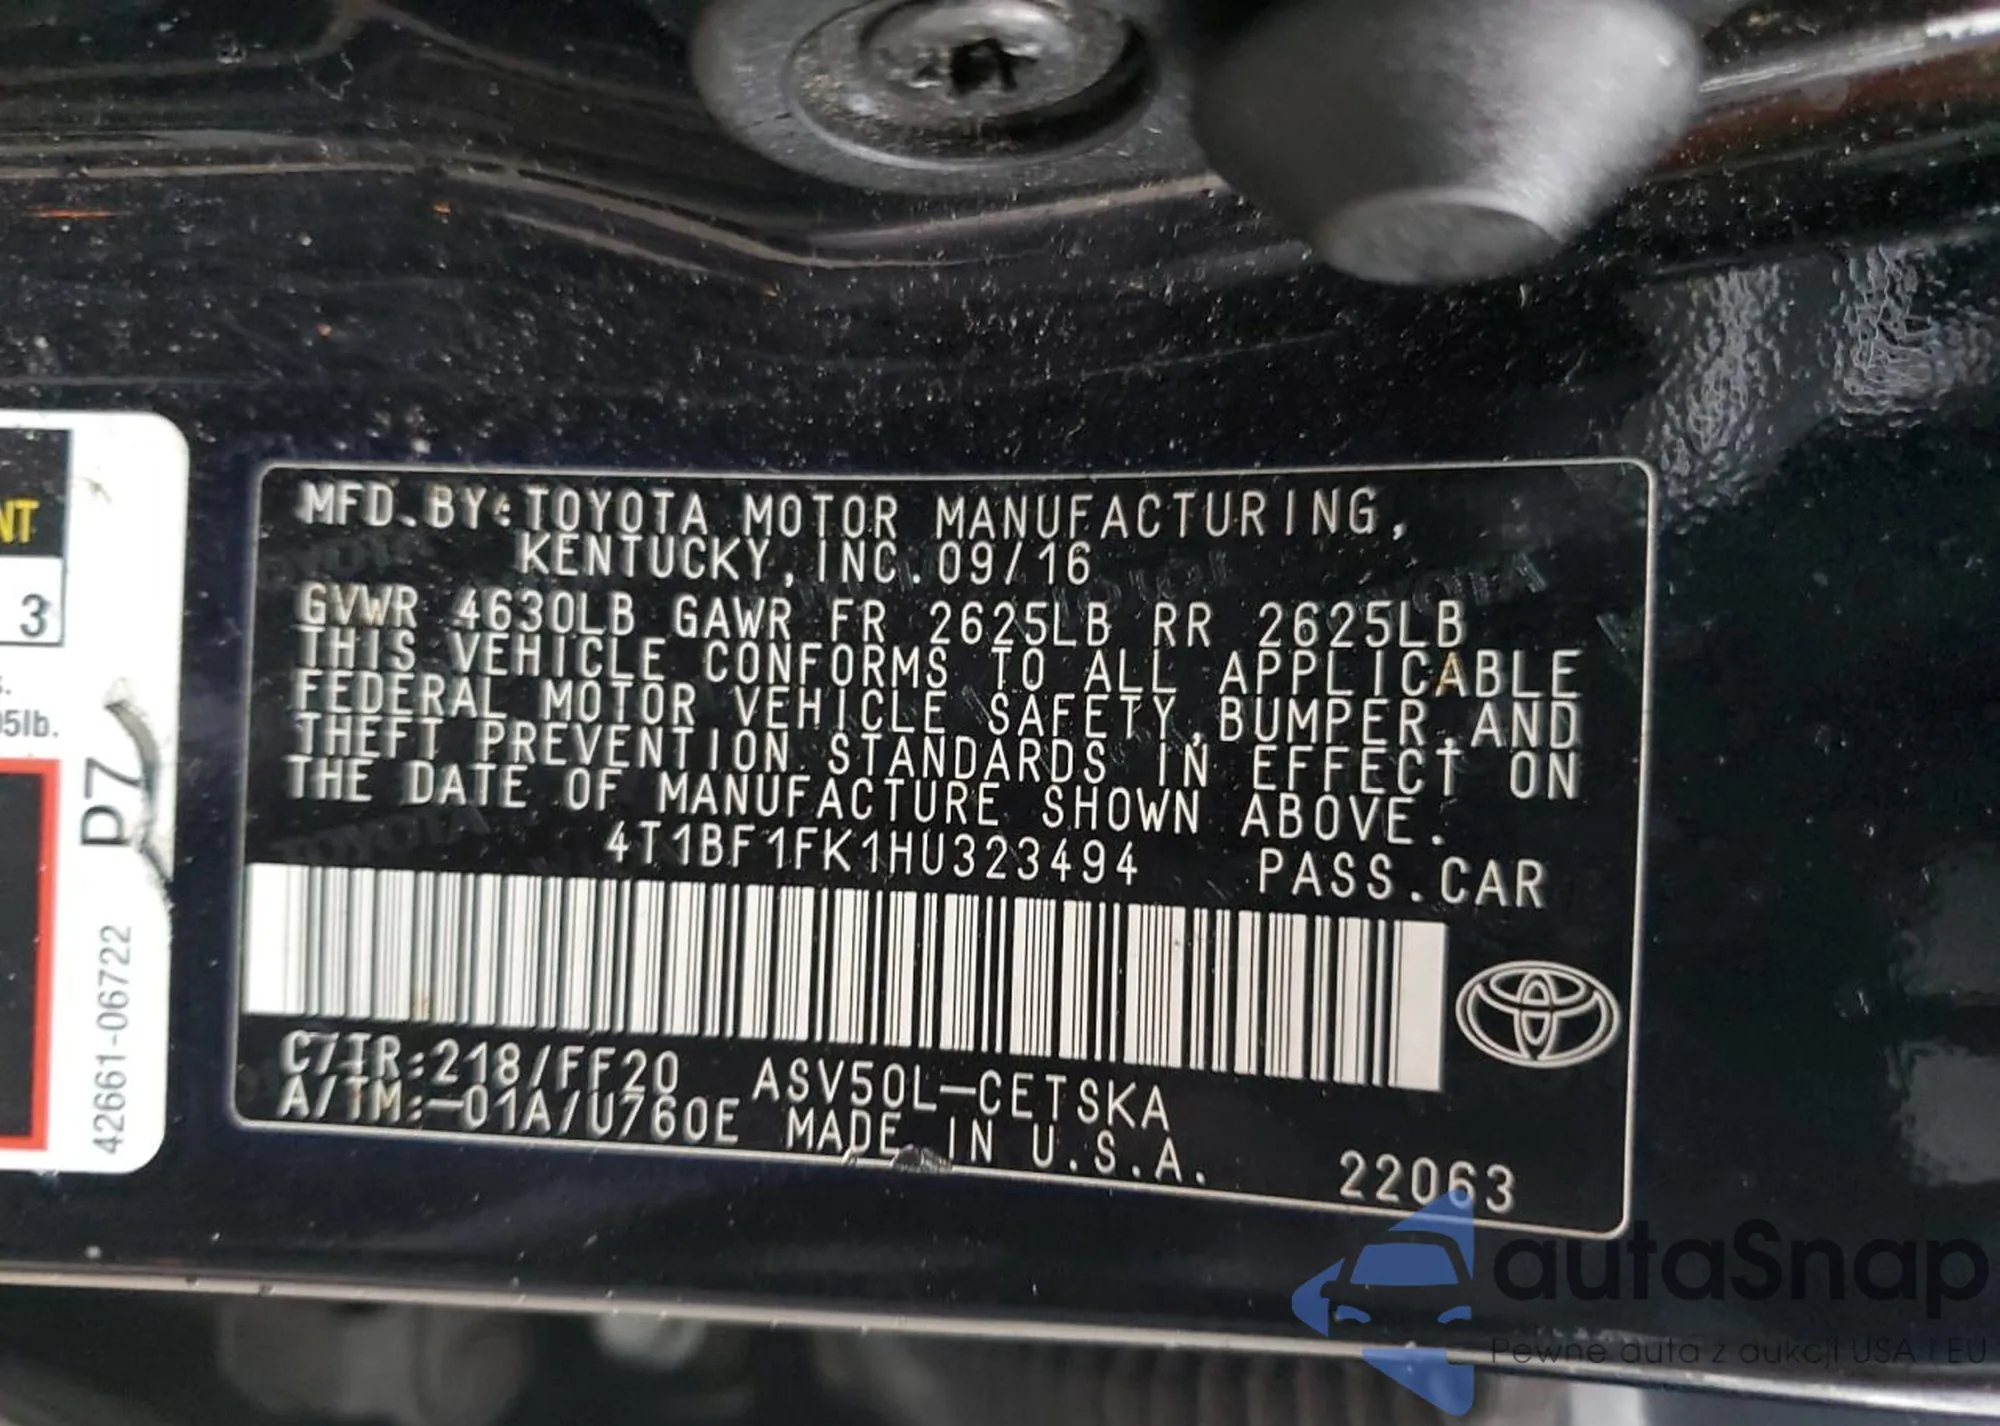 MFD.BY:TOYOTA MOTOR MANUFACTURING,
KENTUCKY, INC. 09/16
GVWR 4630LB GAWR FR 2625LB RR 2625LB
THIS VEHICLE CONFORMS TO ALL APPLICABLE
FEDERAL MOTOR VEHICLE SAFETY,BUMPER,AND
THEFT PREVENTION STANDARDS IN EFFECT ON
THE DATE OF MANUFACTURE SHOWN ABOVE.
4T1BF1FK1HU323494 PASS.CAR
C/TR:218/FF20 ASV50L-CETSKA
A/TM:-01A/U760E MADE IN U.S.A.
22063
NT
3
5lb.
P7
42661-06722
autaSnap
Pewne auta z aukcji USA i EU